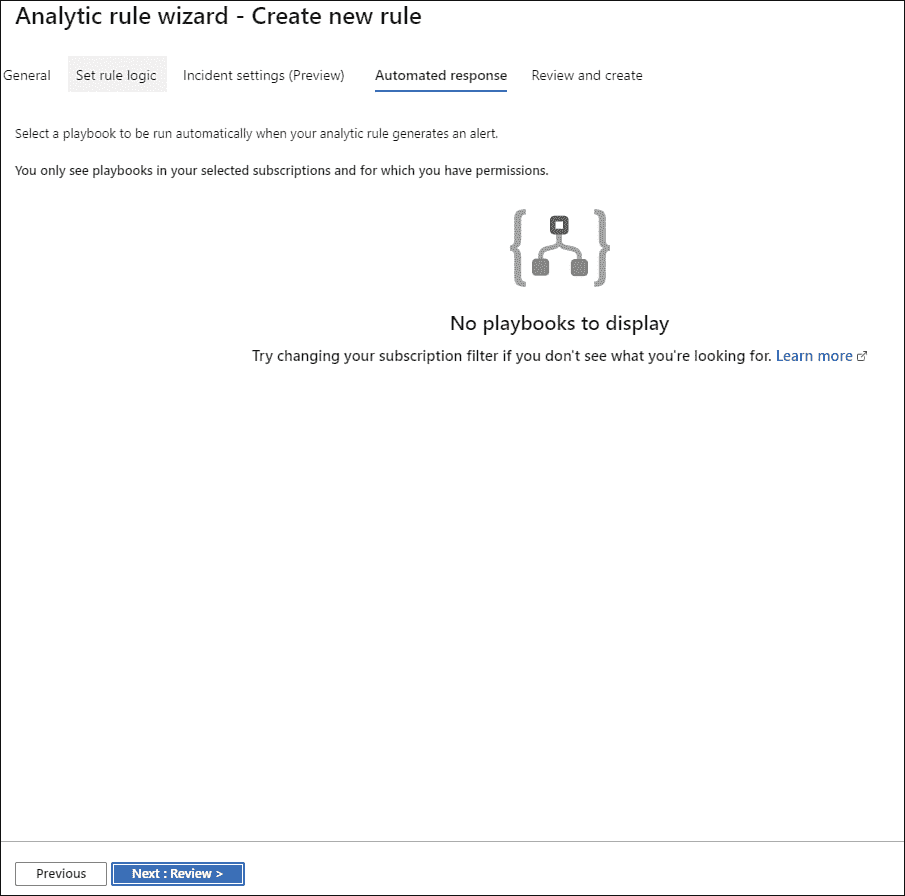 Analytic rule wizard - Create new rule
General Set rule logic Incident settings (Preview) Automated response Review and create
Select a playbook to be run automatically when your analytic rule generates an alert.
You only see playbooks in your selected subscriptions and for which you have permissions.
No playbooks to display
Try changing your subscription filter if you don't see what you're looking for. Learn more
Previous Next : Review >